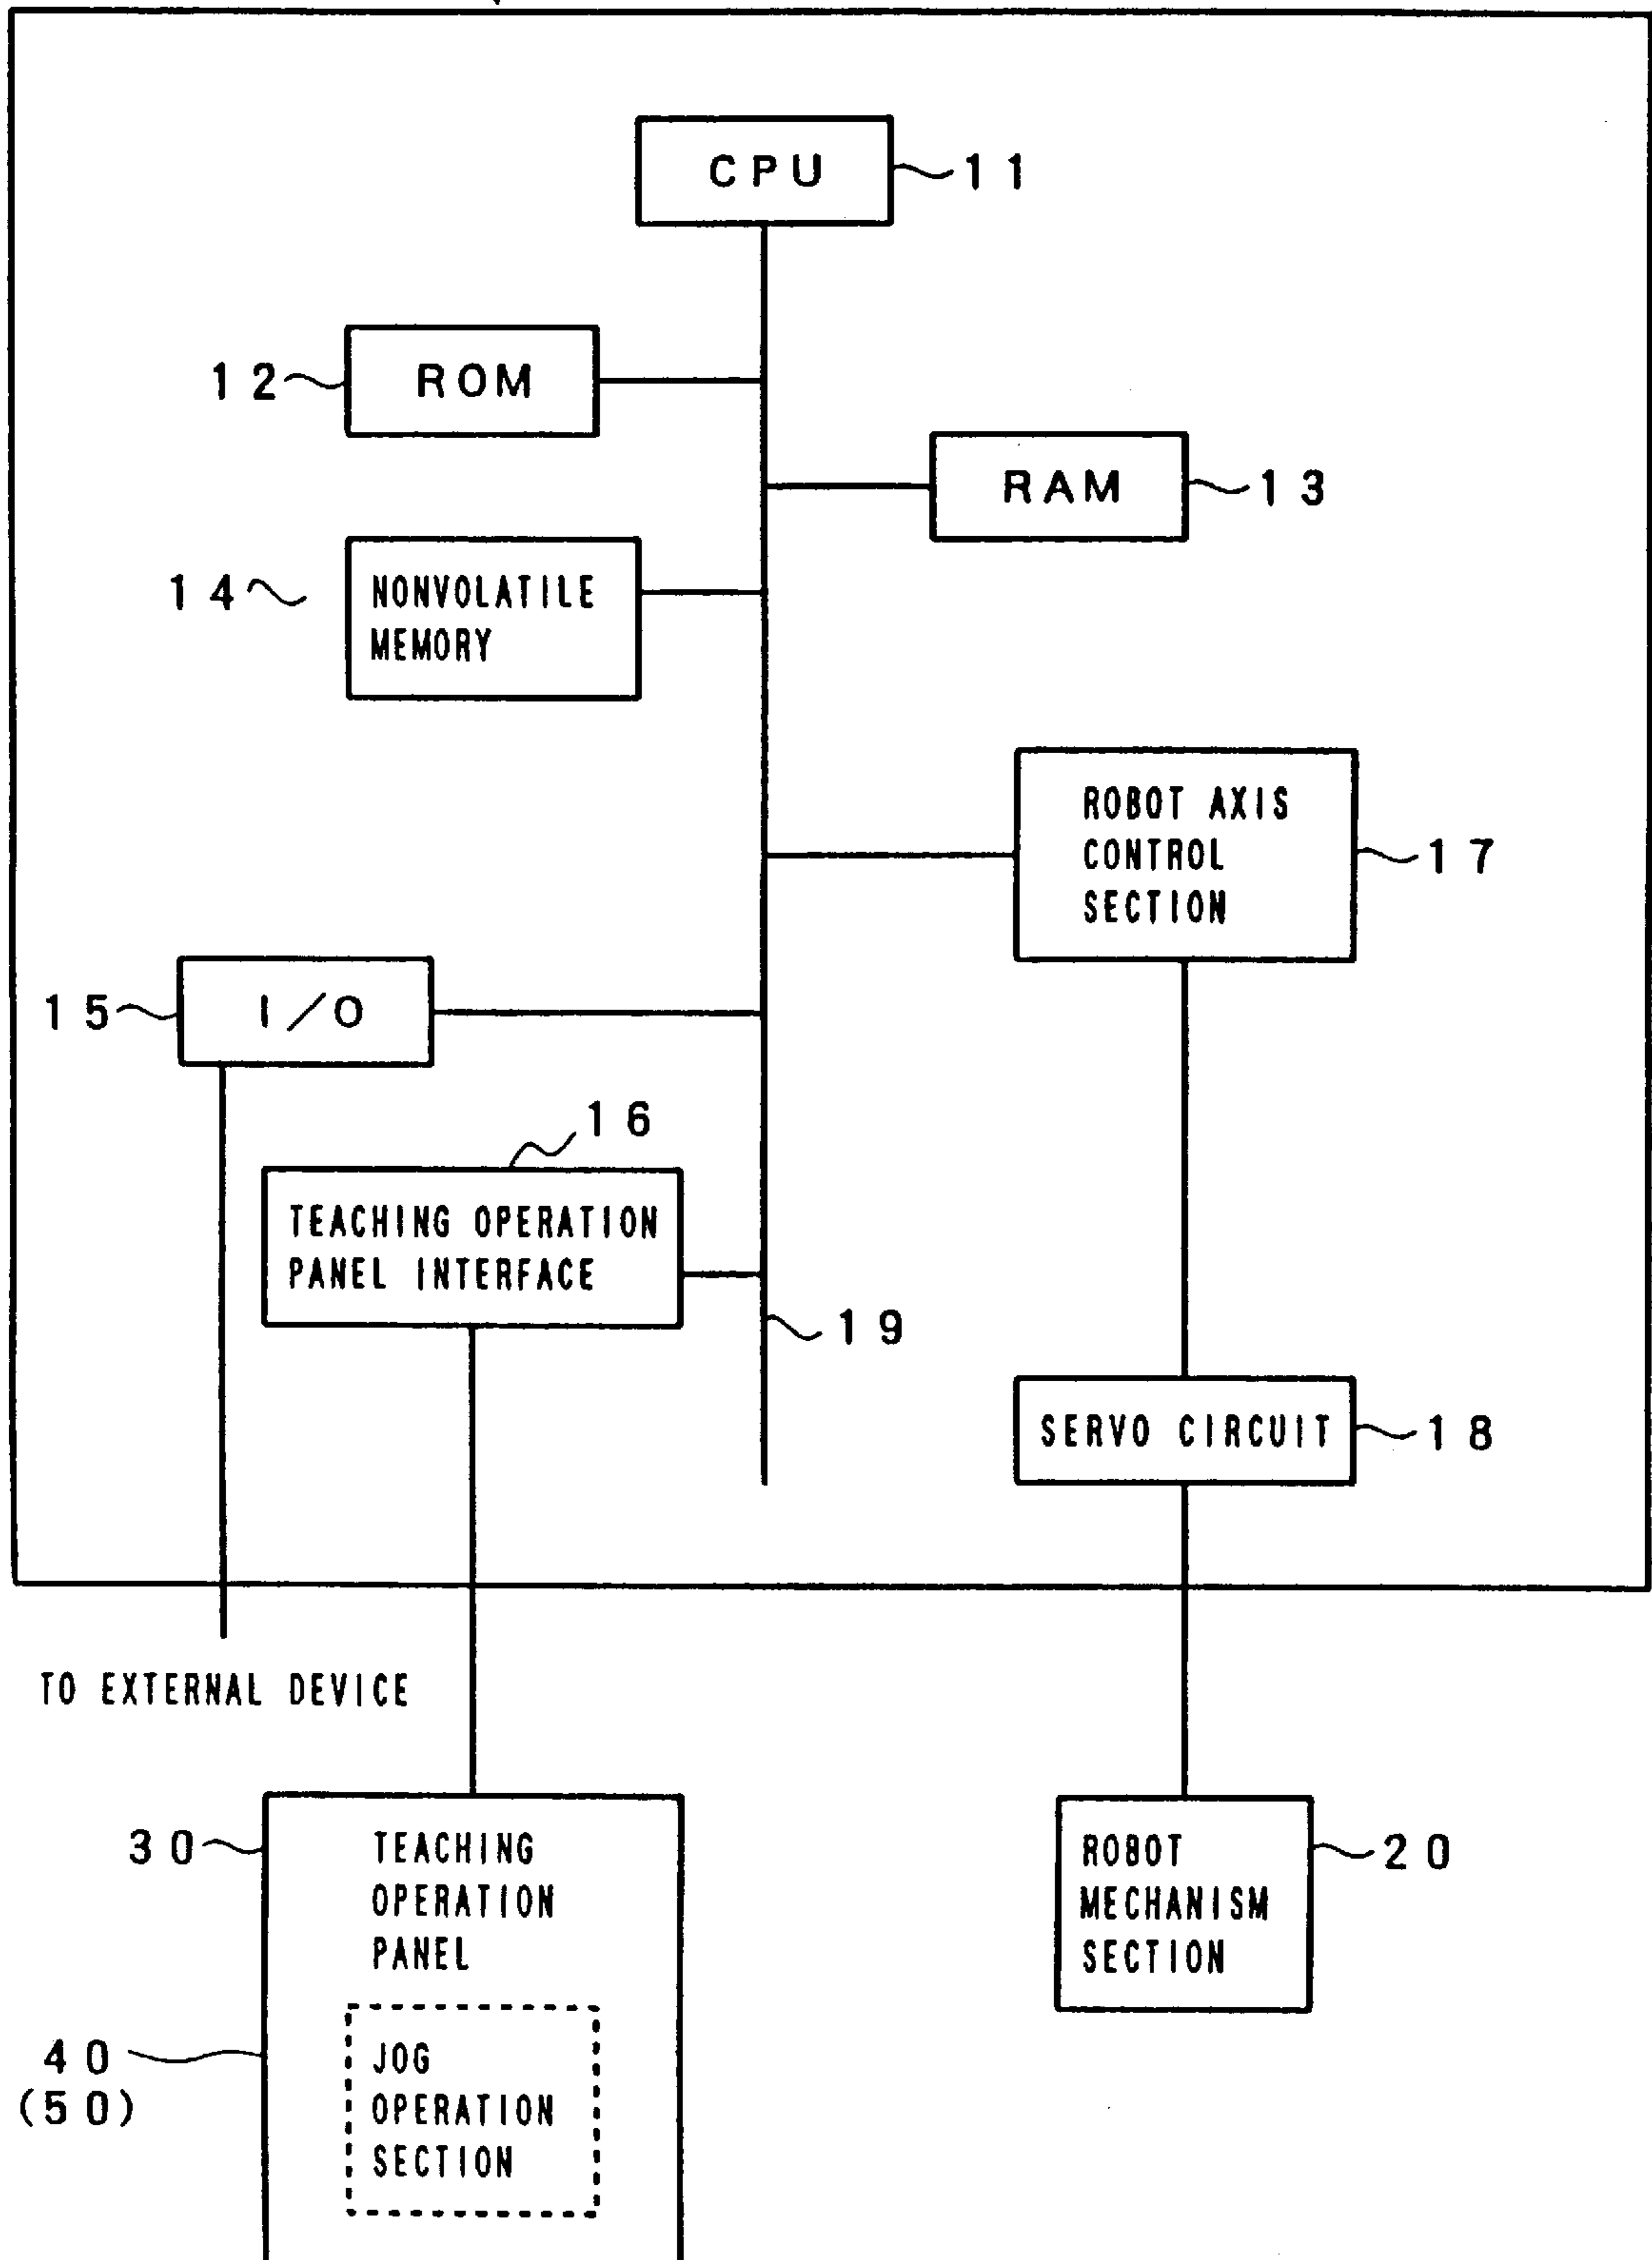 CPU
11
12
ROM
RAM
13
14
NONVOLATILE
MEMORY
ROBOT AXIS
CONTROL
SECTION
17
15
I/O
16
TEACHING OPERATION
PANEL INTERFACE
19
SERVO CIRCUIT
18
TO EXTERNAL DEVICE
30
TEACHING
OPERATION
PANEL
ROBOT
MECHANISM
SECTION
20
40
(50)
JOG
OPERATION
SECTION